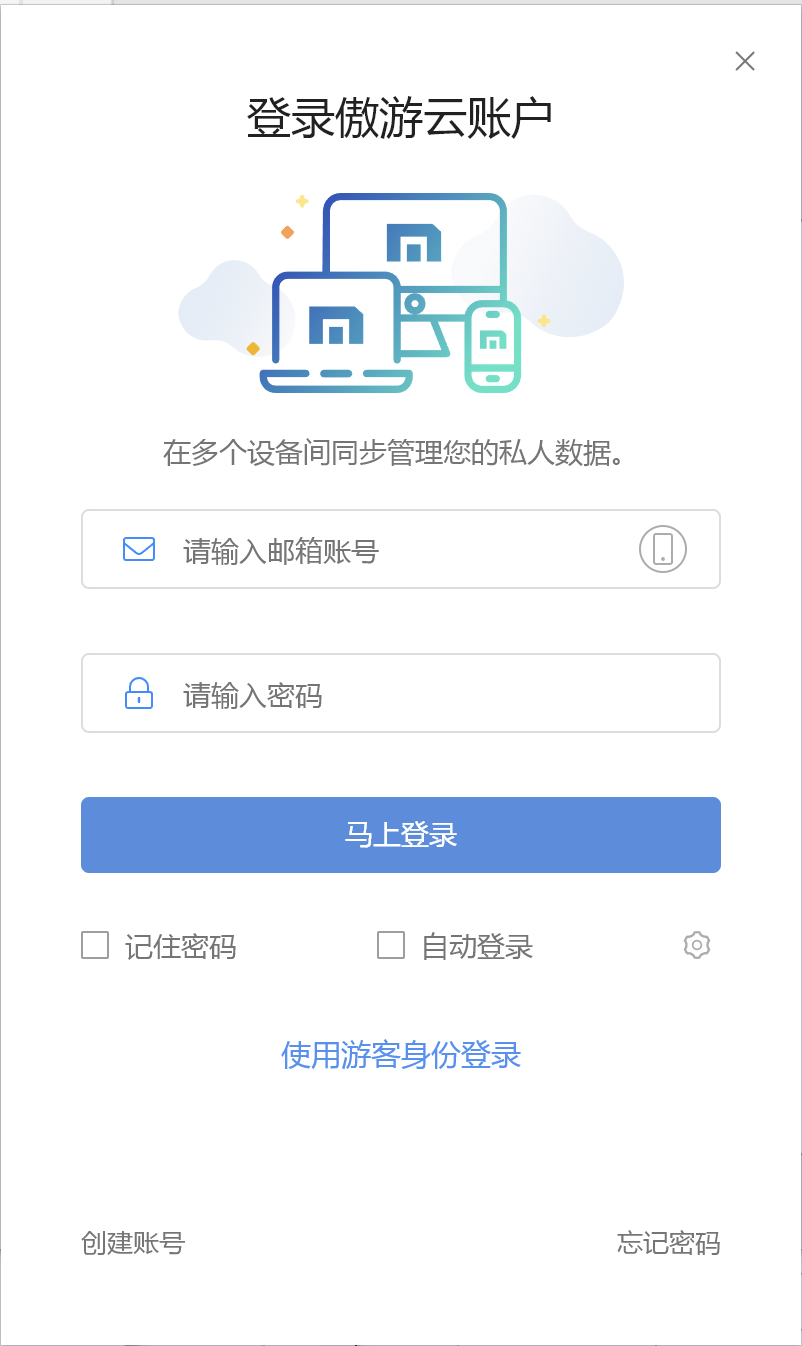 登录傲游云账户
在多个设备间同步管理您的私人数据。
请输入邮箱账号
请输入密码
马上登录
记住密码 自动登录
使用游客身份登录
创建账号 忘记密码